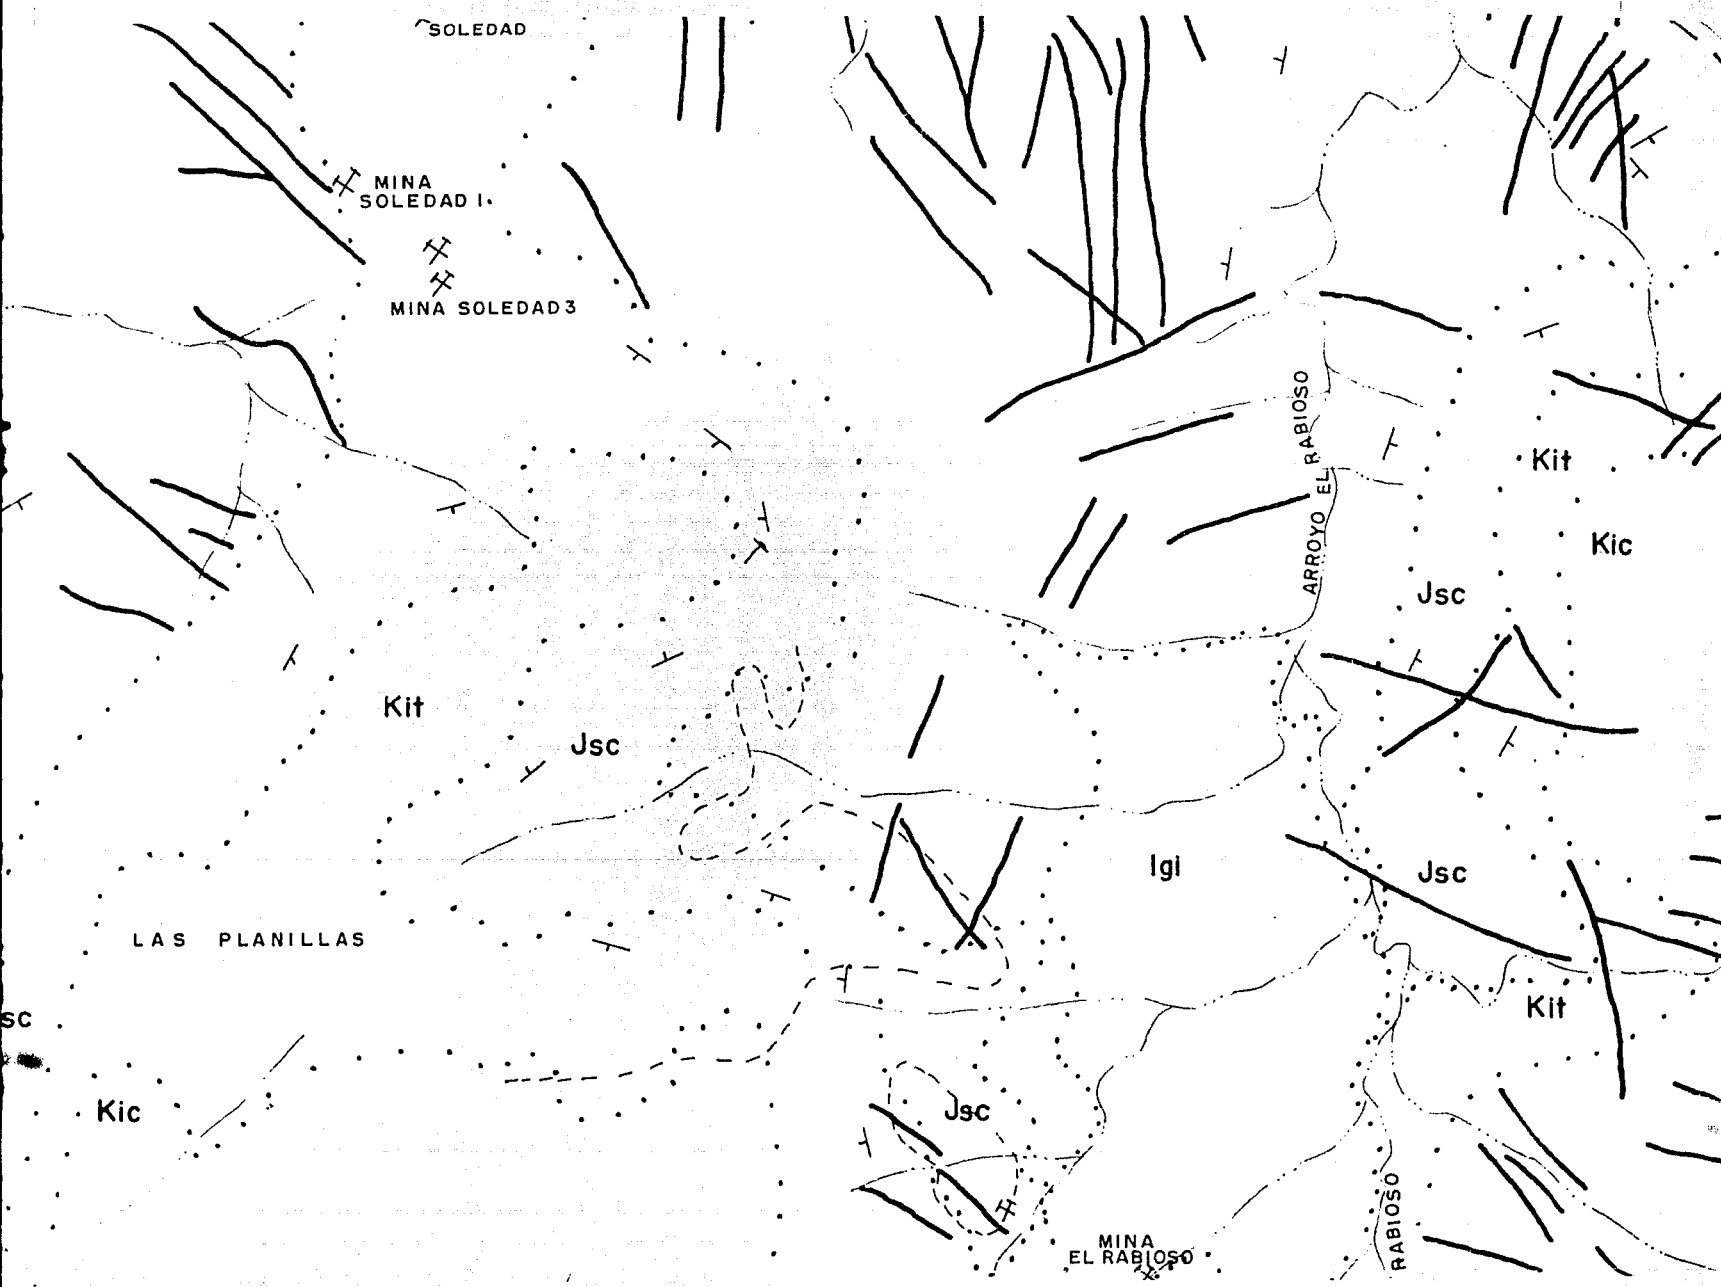 SOLEDAD
MINA
SOLEDAD 1.
MINA SOLEDAD 3
ARROYO EL RABIOSO
Kit
Kic
Jsc
Kit
Jsc
Igi
Jsc
LAS PLANILLAS
Kit
sc
Kic
Jsc
RABIOSO
MINA
EL RABIOSO